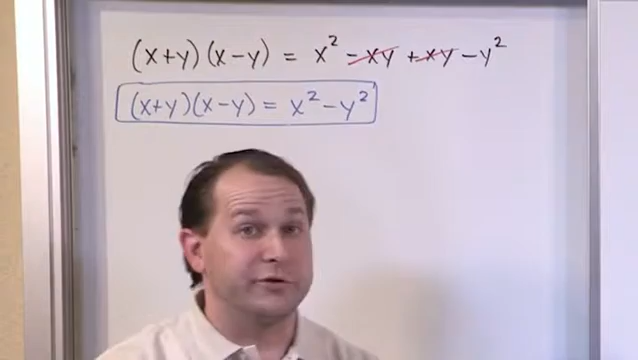 (x+y)(x-y) = x² - xy + xy - y²
(x+y)(x-y) = x² - y²